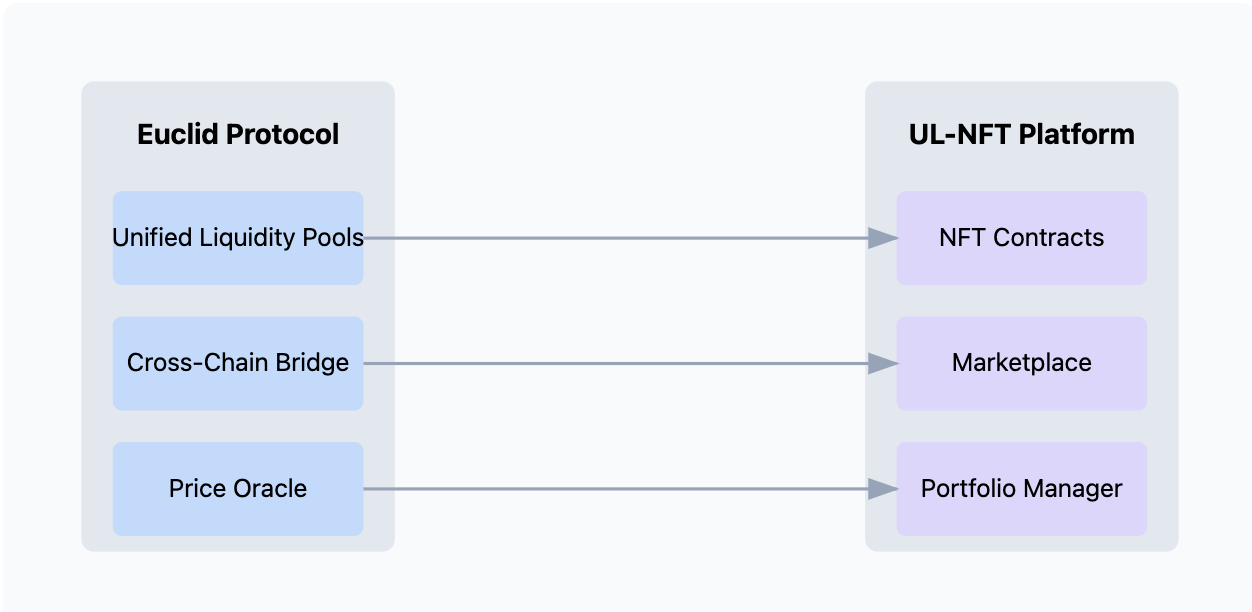 Euclid Protocol
Unified Liquidity Pools
Cross-Chain Bridge
Price Oracle
UL-NFT Platform
NFT Contracts
Marketplace
Portfolio Manager